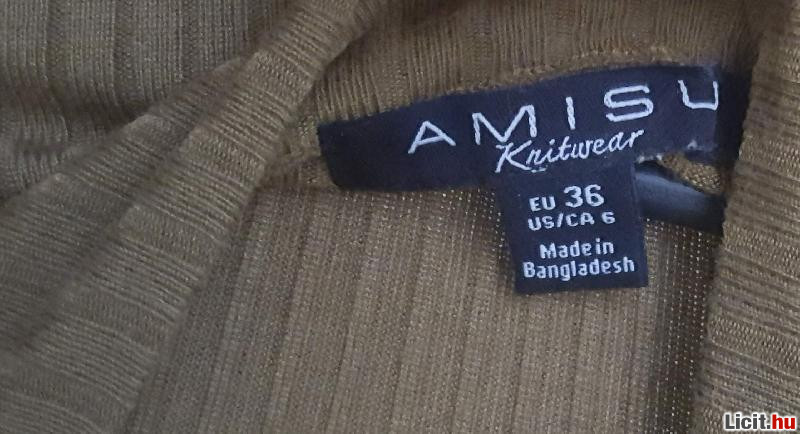 AMISU
Knitwear
EU 36
US/CA 6
Made in
Bangladesh
Licit.hu